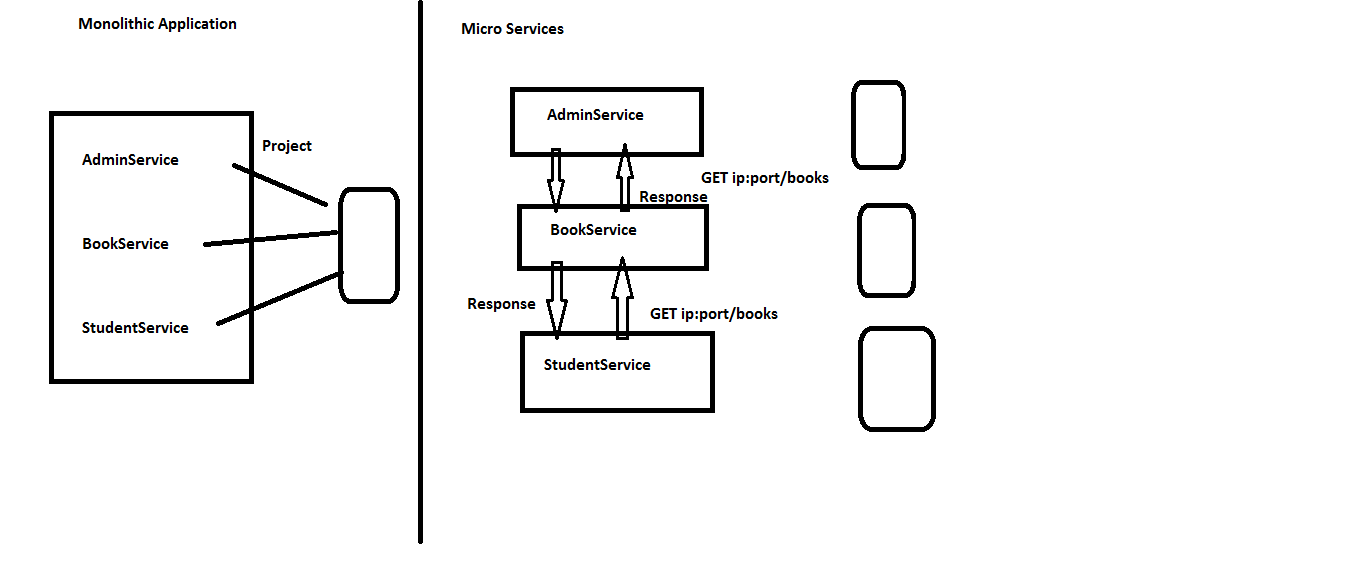 Monolithic Application
Project
AdminService
BookService
StudentService
Micro Services
AdminService
GET ip:port/books
Response
BookService
Response
GET ip:port/books
StudentService